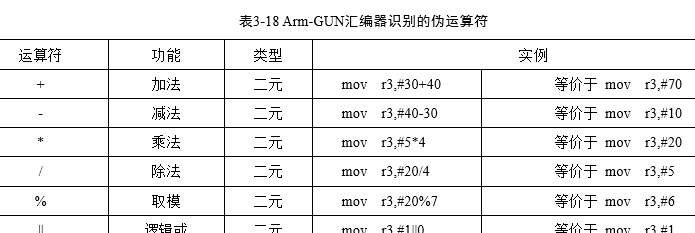 表3-18 Arm-GUN汇编器识别的伪运算符
运算符 功能 类型 实例
+ 加法 二元 mov r3,#30+40 等价于 mov r3,#70
- 减法 二元 mov r3,#40-30 等价于 mov r3,#10
* 乘法 二元 mov r3,#5*4 等价于 mov r3,#20
/ 除法 二元 mov r3,#20/4 等价于 mov r3,#5
% 取模 二元 mov r3,#20%7 等价于 mov r3,#6
|| 逻辑或 二元 mov r3,#1||0 等价于 mov r3,#1